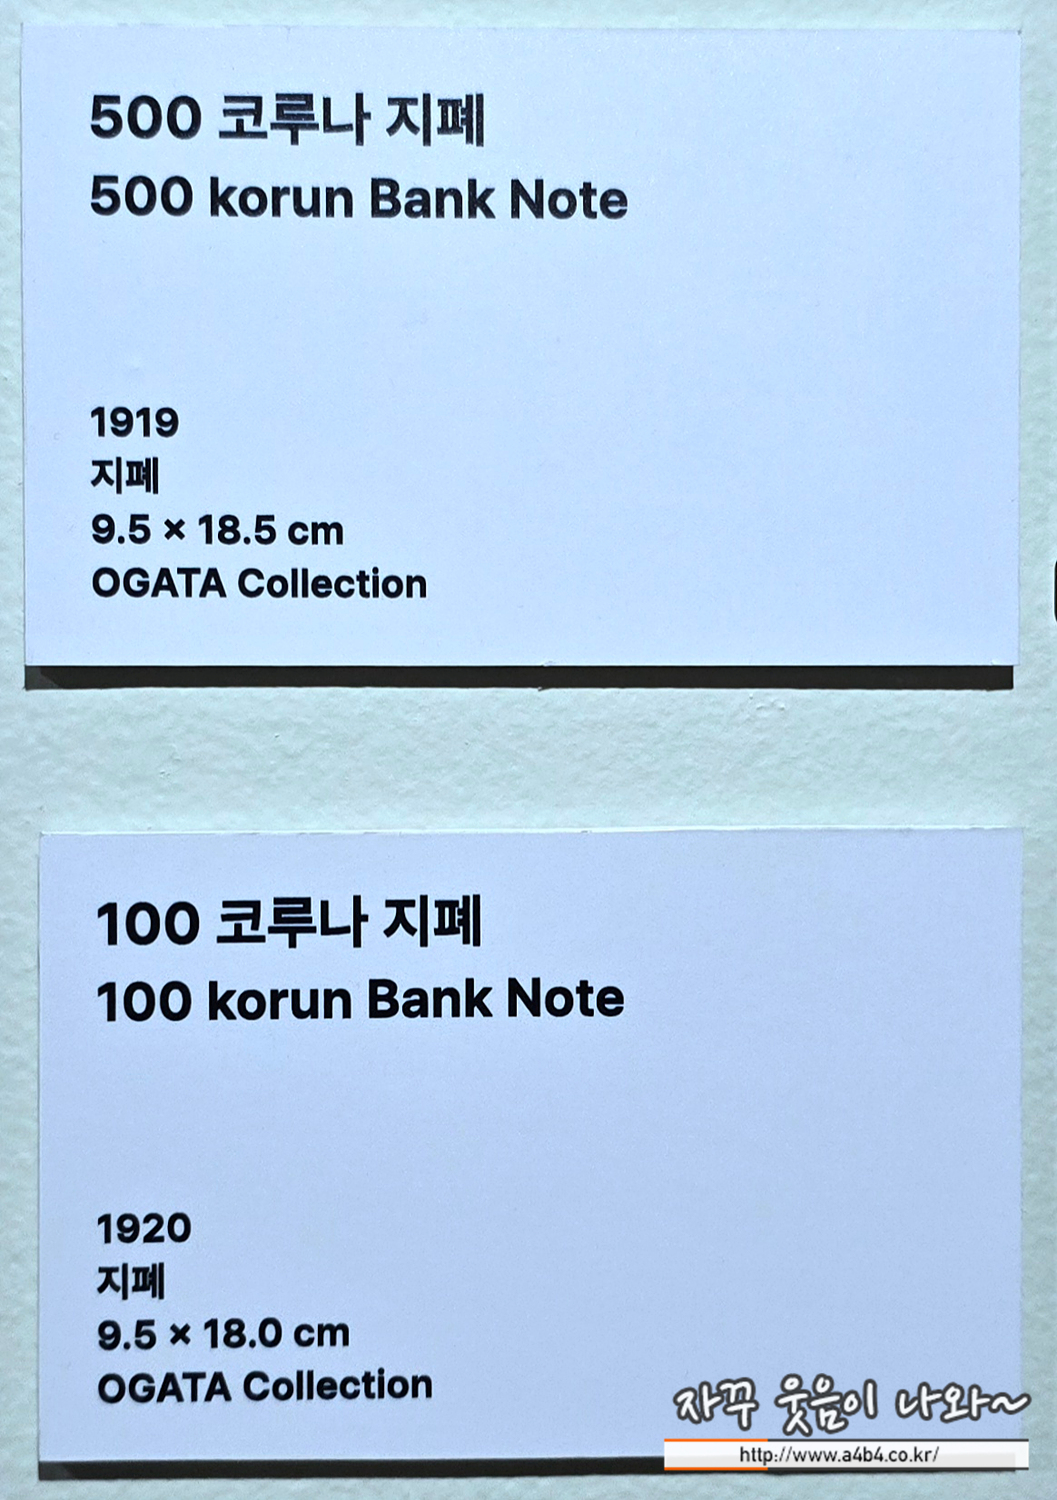 500 코루나 지폐
500 korun Bank Note
1919
지폐
9.5 × 18.5 cm
OGATA Collection
100 코루나 지폐
100 korun Bank Note
1920
지폐
9.5 × 18.0 cm
OGATA Collection
자꾸 웃음이 나와~
http://www.a4b4.co.kr/